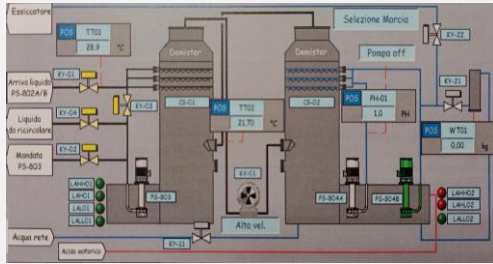 Essiccatore
POS TT01
28,9 °C
Selezione Marcia
Pompa off
KY-22
Demister
Demister
KY-01
Arrivo liquido
PS-802A/B
KY-03
CS-01
CS-02
POS TT02
21,70 °C
POS PH-01
1,0 PH
KY-21
POS WT01
0,00 kg
KY-04
Liquido
da ricircolare
KY-02
Mandata
PS-803
EV-01
LAHH01
LAH01
LAL01
LALL01
PS-803
PS-804A
PS-804B
LAHH02
LAHL02
LALL02
Alta vel.
Acqua rete
KY-11
Acido solforico